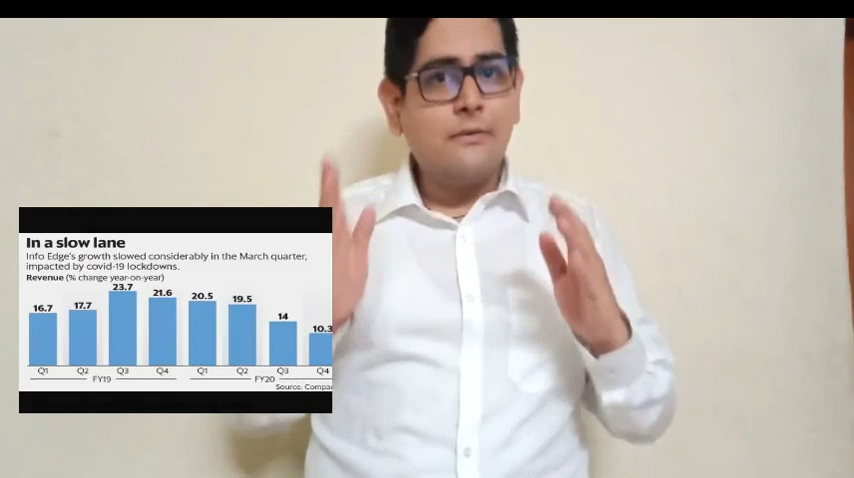 In a slow lane
Info Edge's growth slowed considerably in the March quarter,
impacted by covid-19 lockdowns.
Revenue (% change year-on-year)
16.7 17.7 23.7 21.6 20.5 19.5 14 10.3
Q1 Q2 Q3 Q4 Q1 Q2 Q3 Q4
FY19 FY20
Source: Compa